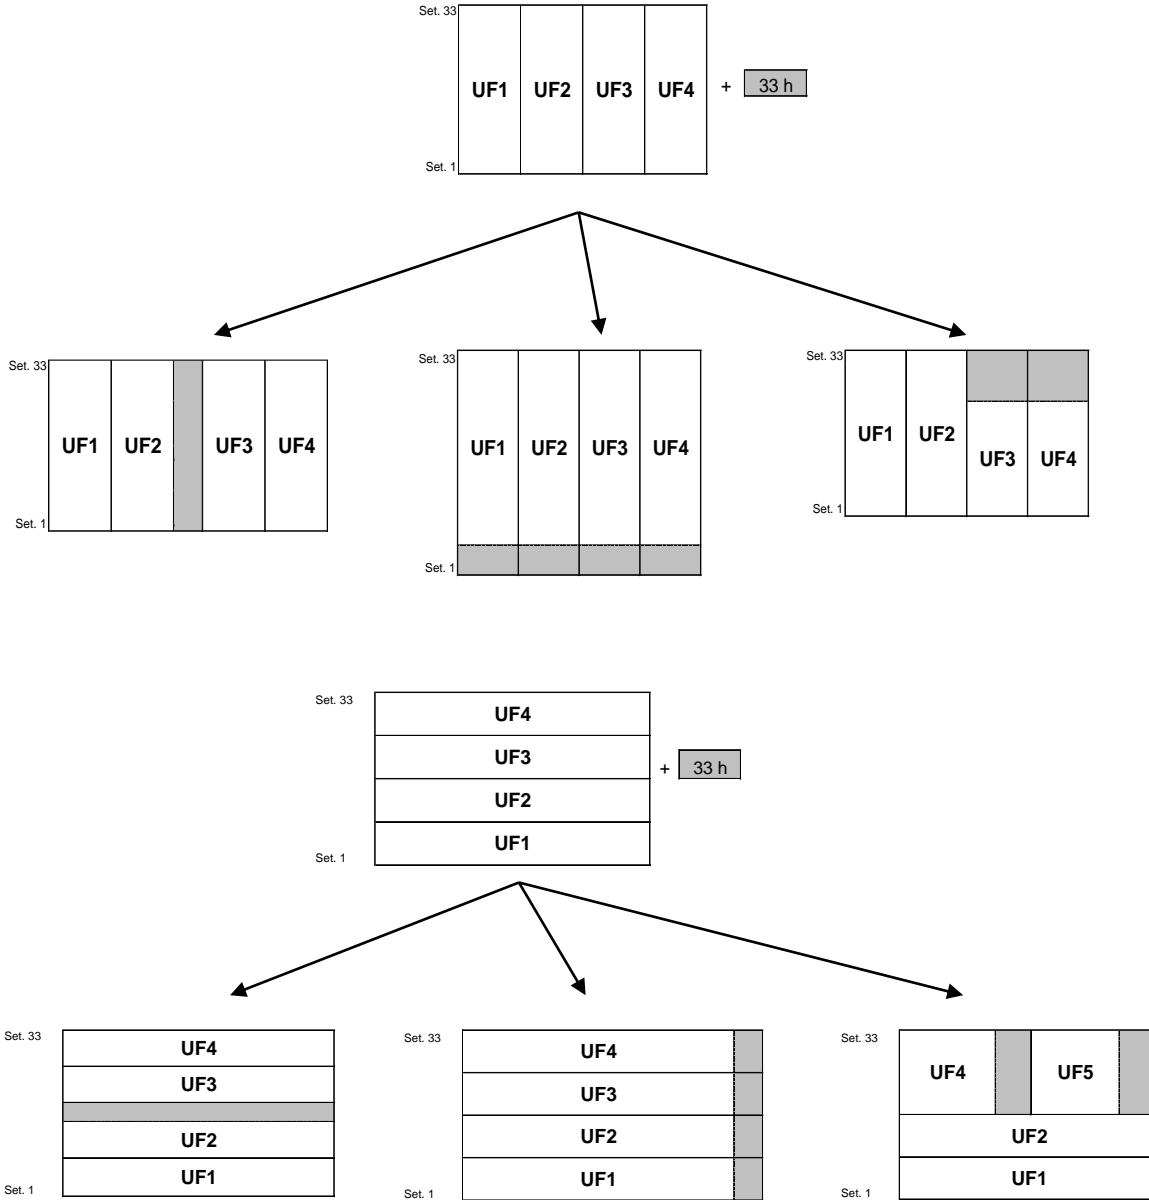 Set. 33
UF1 UF2 UF3 UF4 + 33 h
Set. 1
Set. 33
UF1 UF2 UF3 UF4
Set. 1
Set. 33
UF1 UF2 UF3 UF4
Set. 1
Set. 33
UF1 UF2
UF3 UF4
Set. 1
Set. 33
UF4
UF3
+ 33 h
UF2
UF1
Set. 1
Set. 33
UF4
UF3
UF2
UF1
Set. 1
Set. 33
UF4
UF3
UF2
UF1
Set. 1
Set. 33
UF4 UF5
UF2
UF1
Set. 1